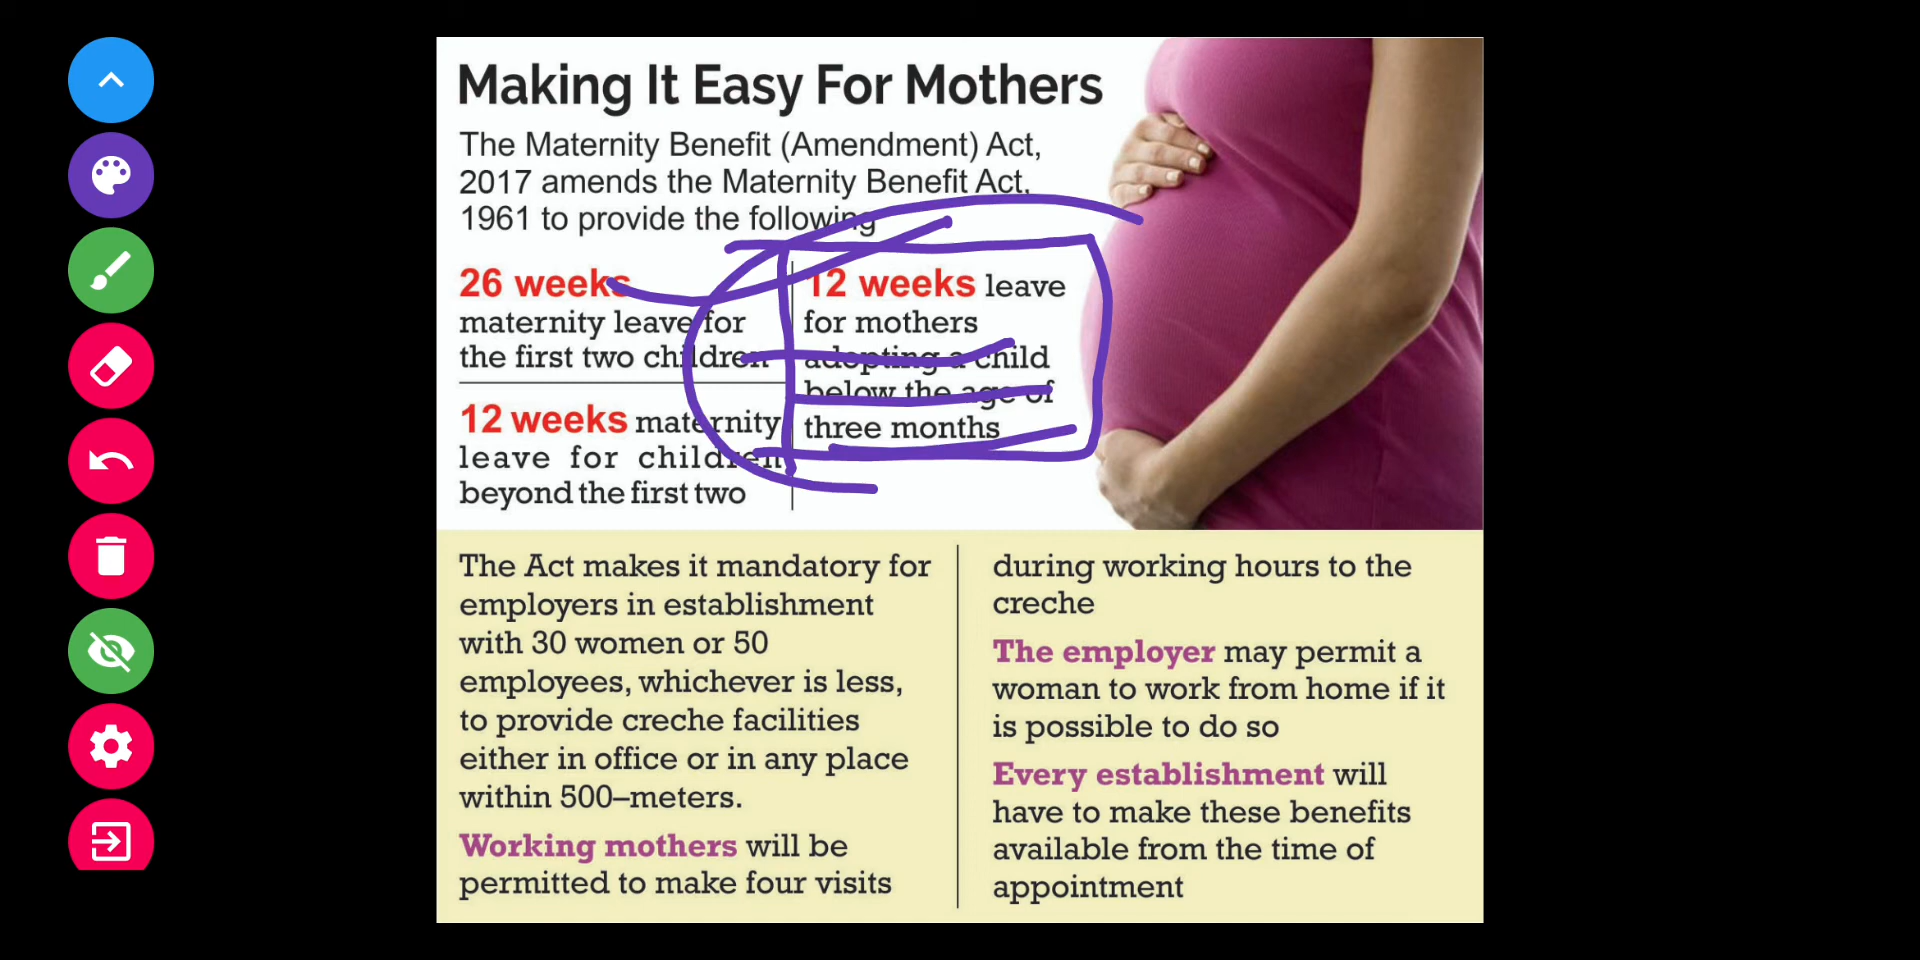 Making It Easy For Mothers
The Maternity Benefit (Amendment) Act,
2017 amends the Maternity Benefit Act,
1961 to provide the following
26 weeks
maternity leave for
the first two children
12 weeks maternity
leave for children
beyond the first two
12 weeks leave
for mothers
adopting a child
below the age of
three months
The Act makes it mandatory for
employers in establishment
with 30 women or 50
employees, whichever is less,
to provide creche facilities
either in office or in any place
within 500–meters.
Working mothers will be
permitted to make four visits
during working hours to the
creche
The employer may permit a
woman to work from home if it
is possible to do so
Every establishment will
have to make these benefits
available from the time of
appointment